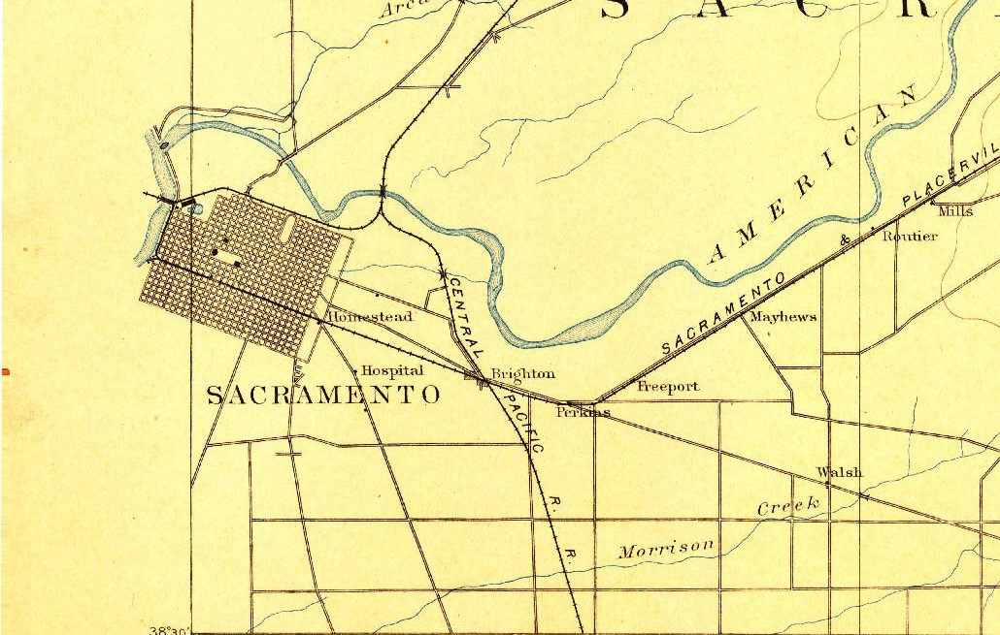 SACR
AMERICAN
PLACERVIL
Mills
Routier
&
SACRAMENTO
Mayhews
CENTRAL
Homestead
Hospital
Brighton
Freeport
SACRAMENTO
PACIFIC
Perkins
Walsh
R.
Creek
Morrison
R.
38°30'